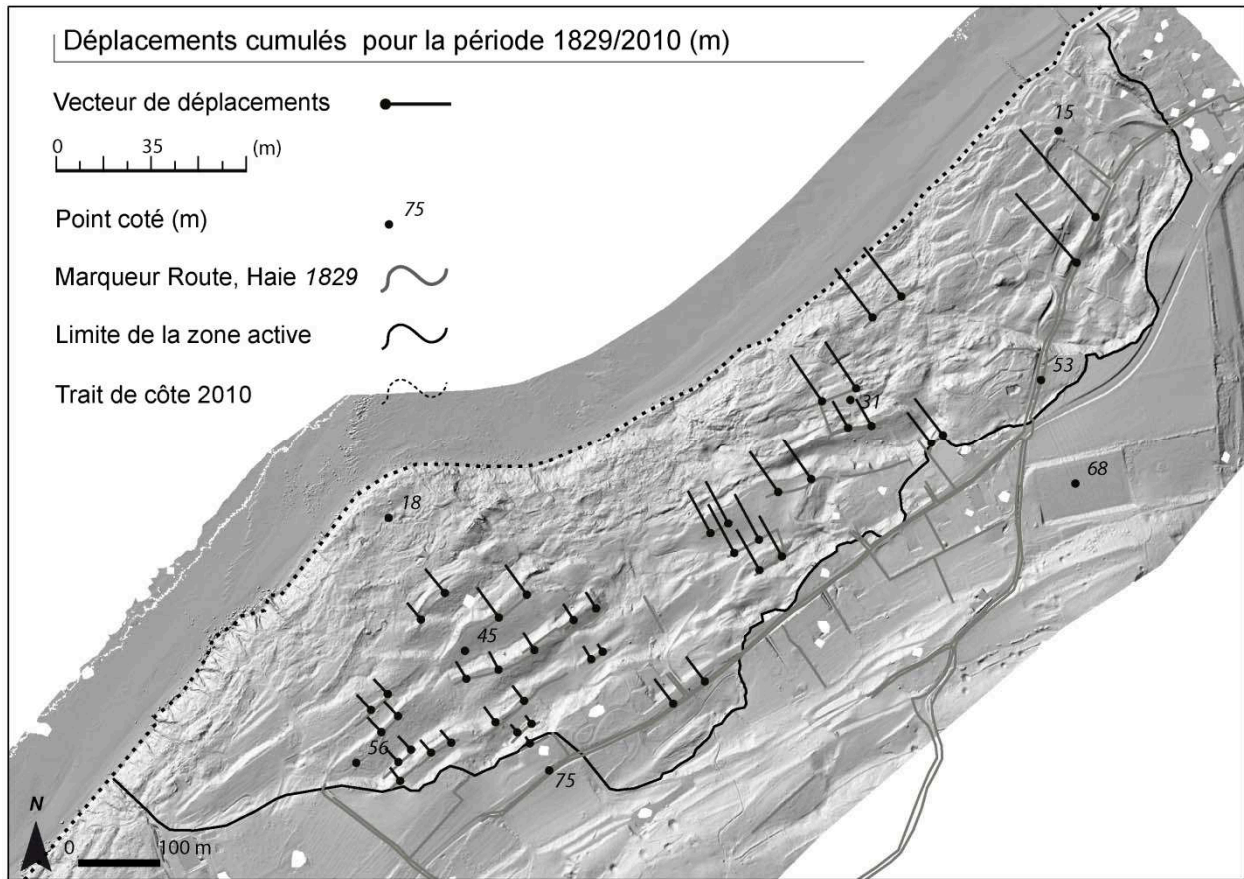 Déplacements cumulés pour la période 1829/2010 (m)
Vecteur de déplacements
0 35 (m)
Point coté (m) 75
Marqueur Route, Haie 1829
Limite de la zone active
Trait de côte 2010
15
53
31
68
18
45
56
75
N
0 100 m